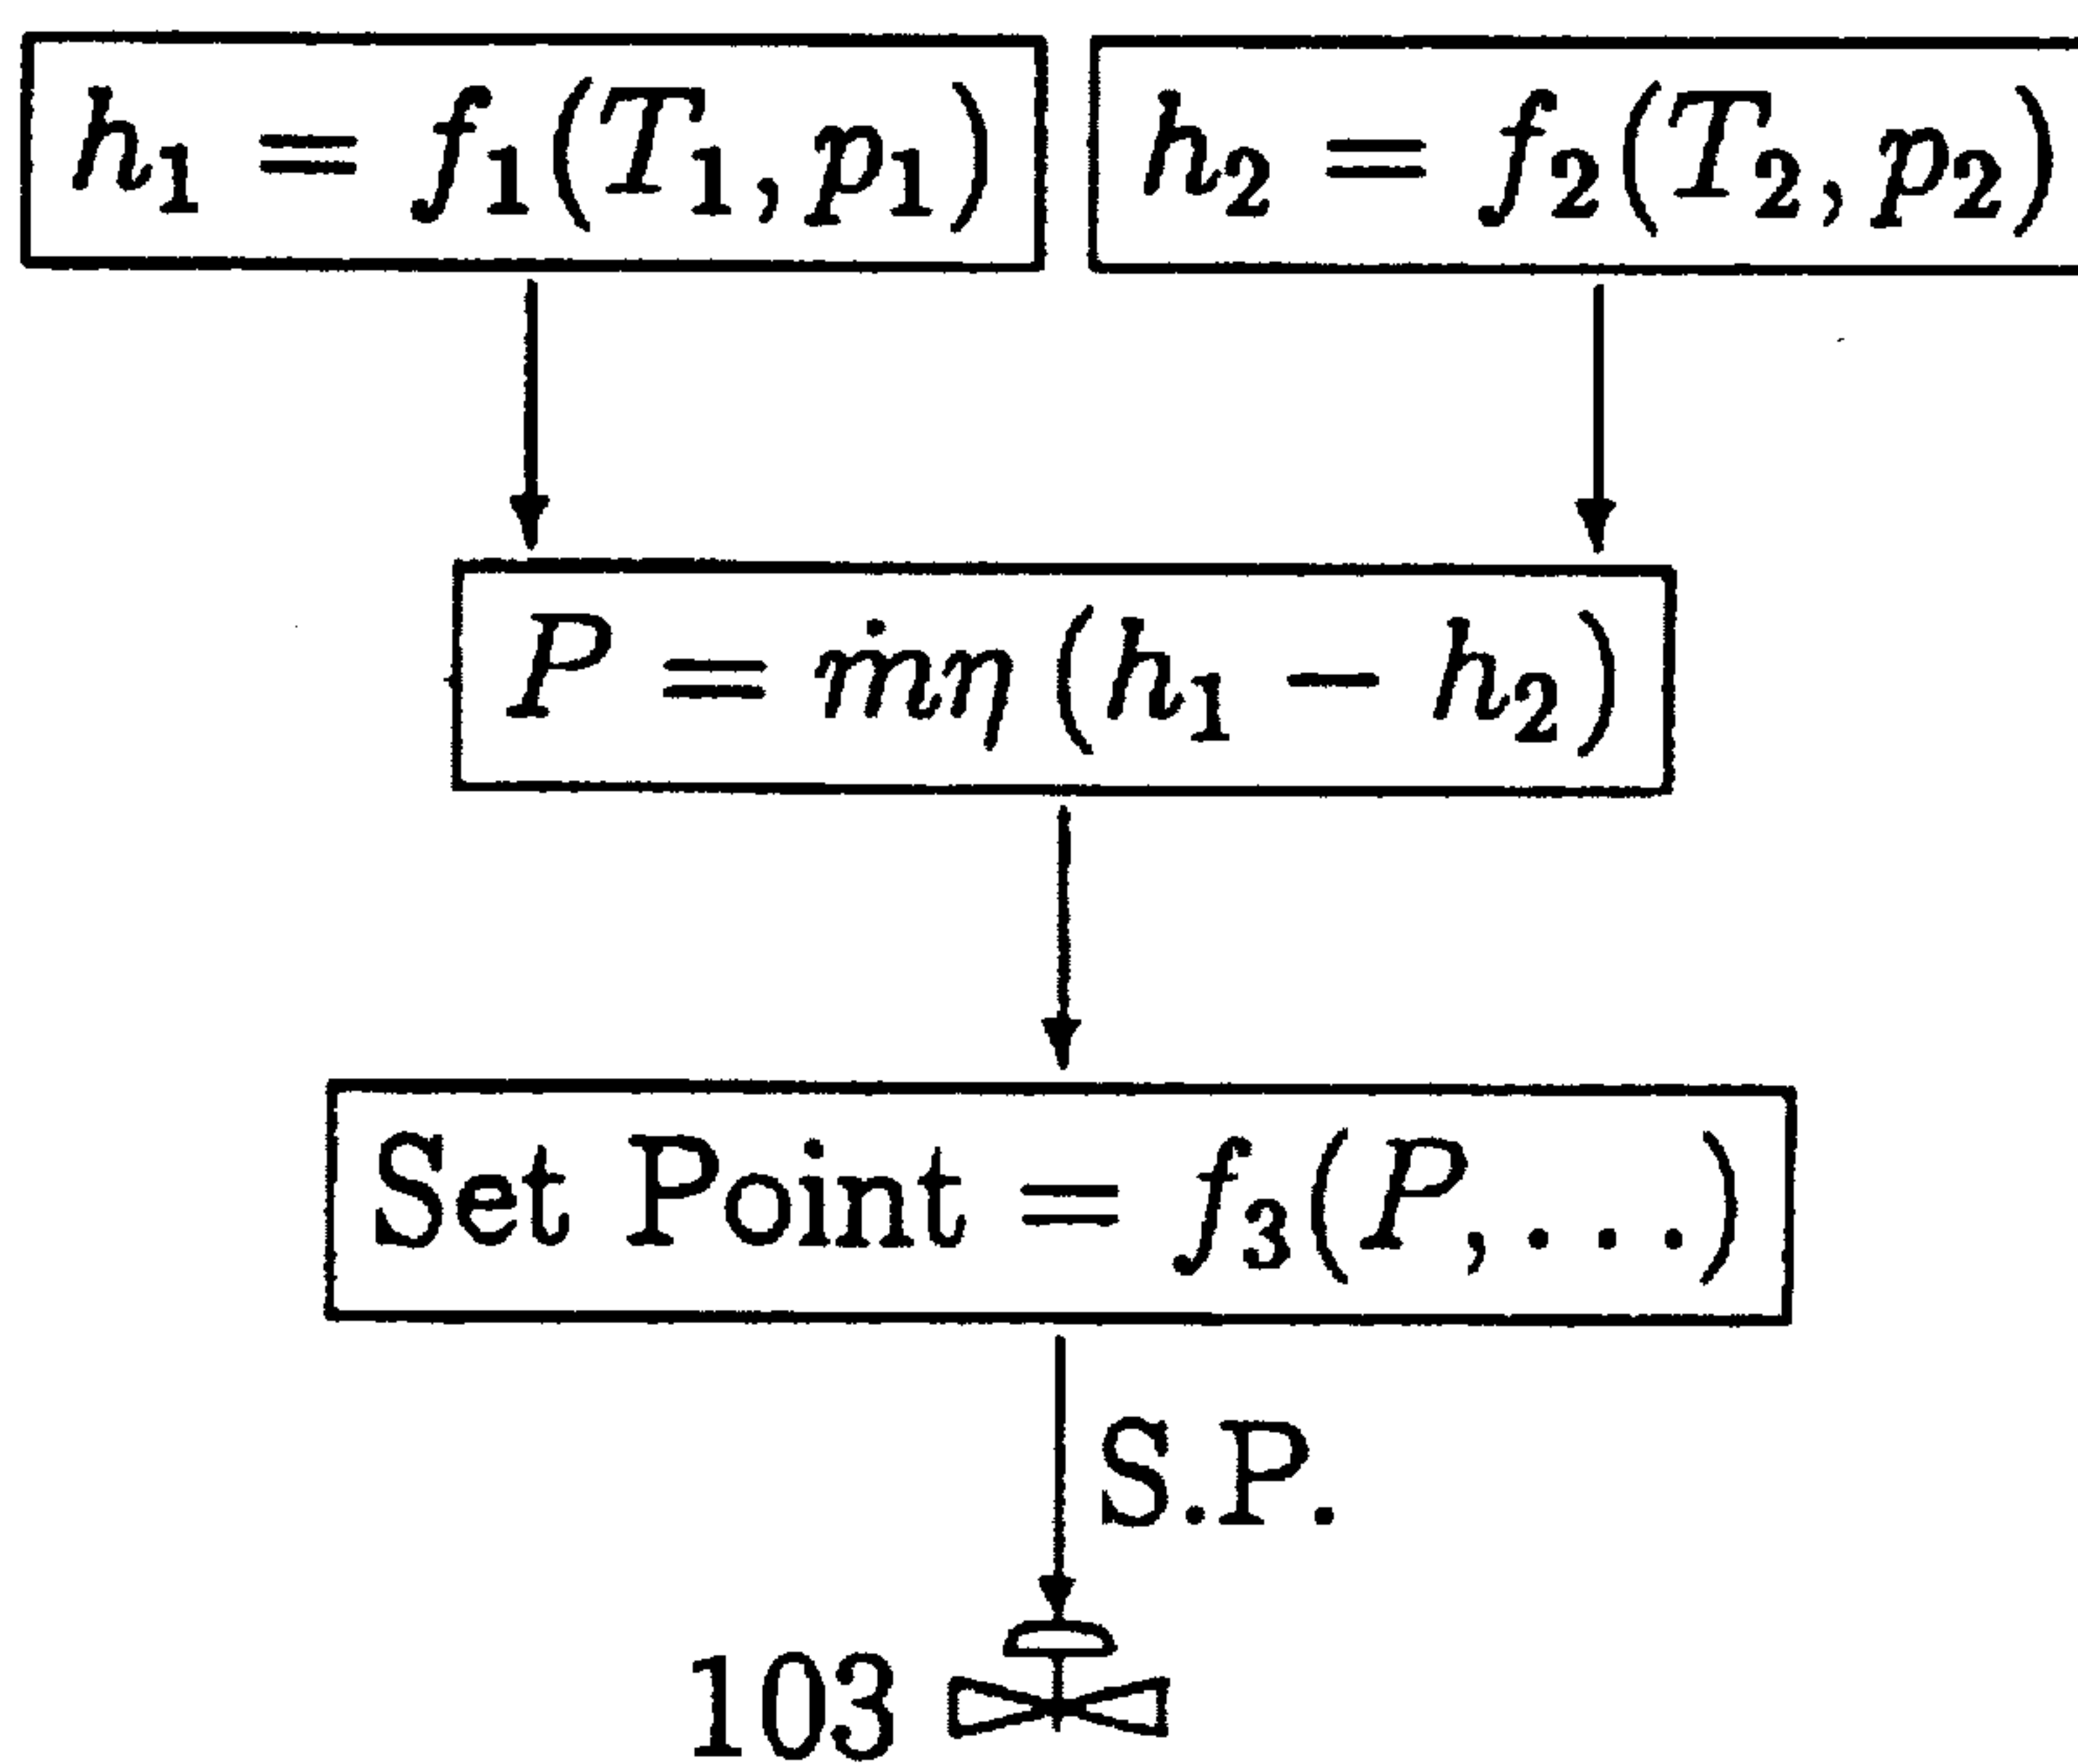 h₁ = f₁(T₁, p₁)
h₂ = f₂(T₂, p₂)
P = ṁη (h₁ − h₂)
Set Point = f₃(P, . . .)
S.P.
103